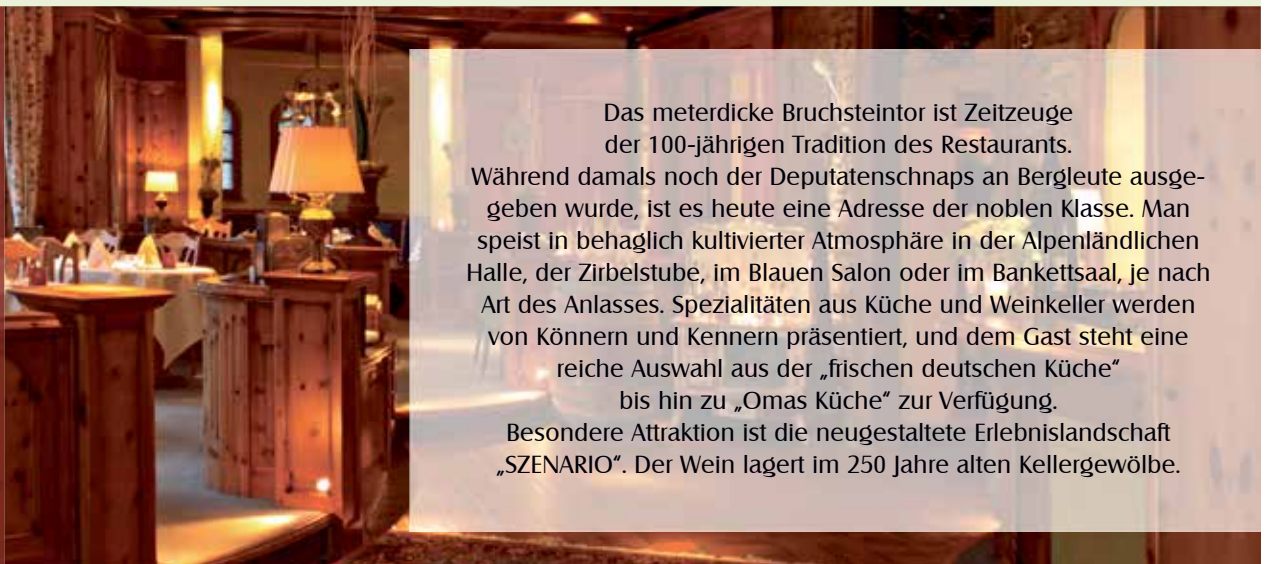 Das meterdicke Bruchsteintor ist Zeitzeuge
der 100-jährigen Tradition des Restaurants.
Während damals noch der Deputatenschnaps an Bergleute ausge-
geben wurde, ist es heute eine Adresse der noblen Klasse. Man
speist in behaglich kultivierter Atmosphäre in der Alpenländlichen
Halle, der Zirbelstube, im Blauen Salon oder im Bankettsaal, je nach
Art des Anlasses. Spezialitäten aus Küche und Weinkeller werden
von Könnern und Kennern präsentiert, und dem Gast steht eine
reiche Auswahl aus der „frischen deutschen Küche“
bis hin zu „Omas Küche“ zur Verfügung.
Besondere Attraktion ist die neugestaltete Erlebnislandschaft
„SZENARIO“. Der Wein lagert im 250 Jahre alten Kellergewölbe.